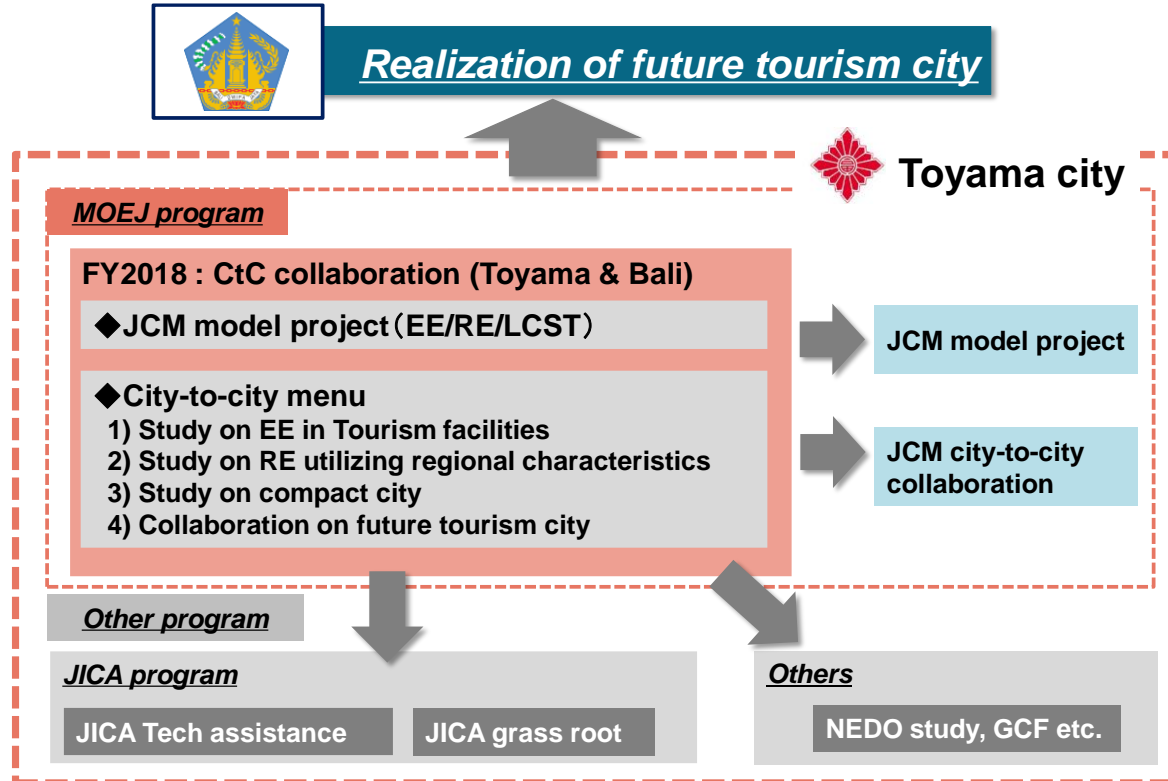 Realization of future tourism city
Toyama city
MOEJ program
FY2018 : CtC collaboration (Toyama & Bali)
◆JCM model project（EE/RE/LCST）
◆City-to-city menu
1) Study on EE in Tourism facilities
2) Study on RE utilizing regional characteristics
3) Study on compact city
4) Collaboration on future tourism city
JCM model project
JCM city-to-city
collaboration
Other program
JICA program
JICA Tech assistance
JICA grass root
Others
NEDO study, GCF etc.